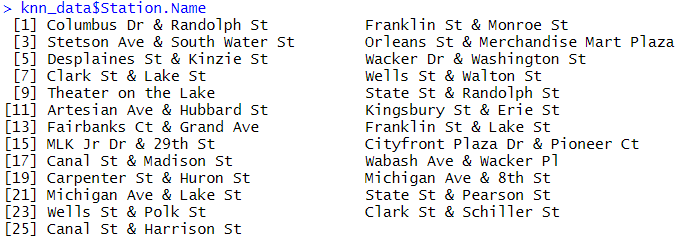 > knn_data$Station.Name
[1] Columbus Dr & Randolph St Franklin St & Monroe St
[3] Stetson Ave & South Water St Orleans St & Merchandise Mart Plaza
[5] Desplaines St & Kinzie St Wacker Dr & Washington St
[7] Clark St & Lake St Wells St & Walton St
[9] Theater on the Lake State St & Randolph St
[11] Artesian Ave & Hubbard St Kingsbury St & Erie St
[13] Fairbanks Ct & Grand Ave Franklin St & Lake St
[15] MLK Jr Dr & 29th St Cityfront Plaza Dr & Pioneer Ct
[17] Canal St & Madison St Wabash Ave & Wacker Pl
[19] Carpenter St & Huron St Michigan Ave & 8th St
[21] Michigan Ave & Lake St State St & Pearson St
[23] Wells St & Polk St Clark St & Schiller St
[25] Canal St & Harrison St